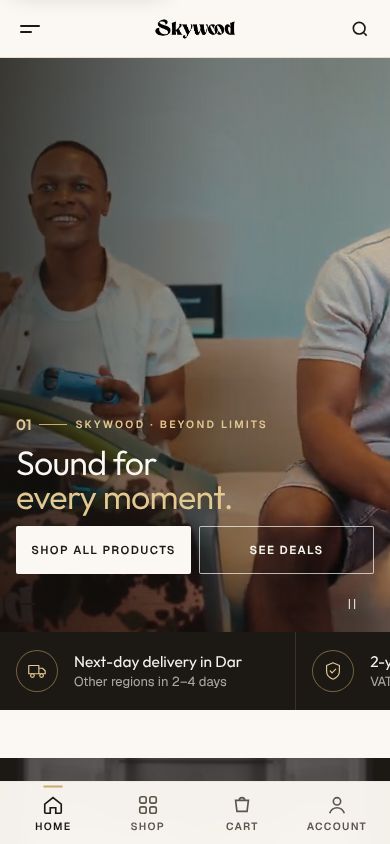 Skywood
01 SKYWOOD · BEYOND LIMITS
Sound for
every moment.
SHOP ALL PRODUCTS
SEE DEALS
Next-day delivery in Dar
Other regions in 2–4 days
2-y
VAT
HOME
SHOP
CART
ACCOUNT